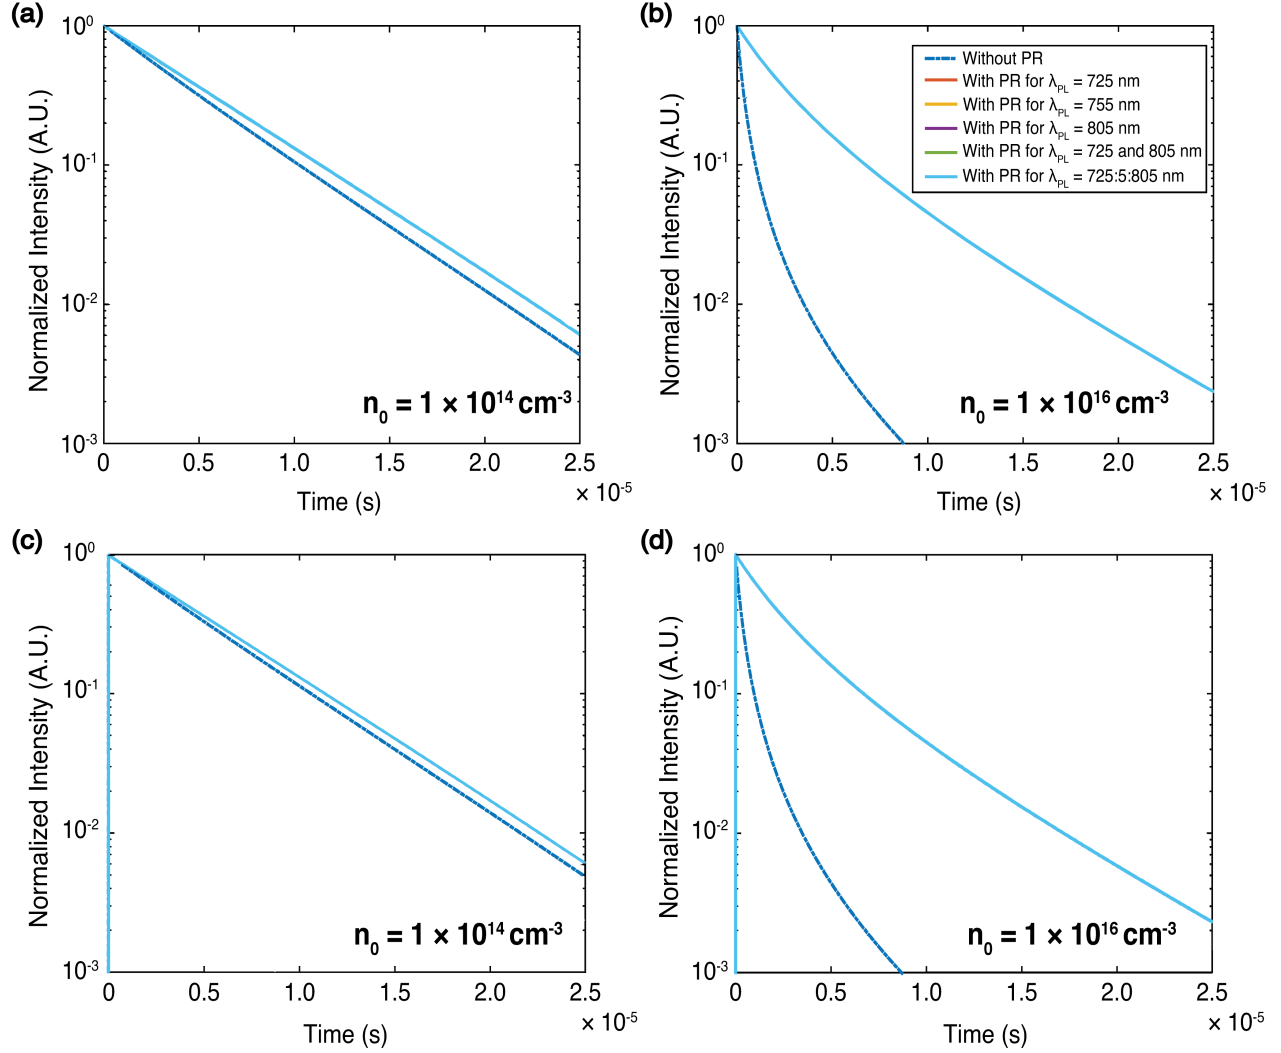 (a)
10⁰
10⁻¹
10⁻²
10⁻³
Normalized Intensity (A.U.)
n₀ = 1 × 10¹⁴ cm⁻³
0 0.5 1.0 1.5 2.0 2.5
× 10⁻⁵
Time (s)
(b)
10⁰
10⁻¹
10⁻²
10⁻³
Normalized Intensity (A.U.)
Without PR
With PR for λPL = 725 nm
With PR for λPL = 755 nm
With PR for λPL = 805 nm
With PR for λPL = 725 and 805 nm
With PR for λPL = 725:5:805 nm
n₀ = 1 × 10¹⁶ cm⁻³
0 0.5 1.0 1.5 2.0 2.5
× 10⁻⁵
Time (s)
(c)
10⁰
10⁻¹
10⁻²
10⁻³
Normalized Intensity (A.U.)
n₀ = 1 × 10¹⁴ cm⁻³
0 0.5 1.0 1.5 2.0 2.5
× 10⁻⁵
Time (s)
(d)
10⁰
10⁻¹
10⁻²
10⁻³
Normalized Intensity (A.U.)
n₀ = 1 × 10¹⁶ cm⁻³
0 0.5 1.0 1.5 2.0 2.5
× 10⁻⁵
Time (s)